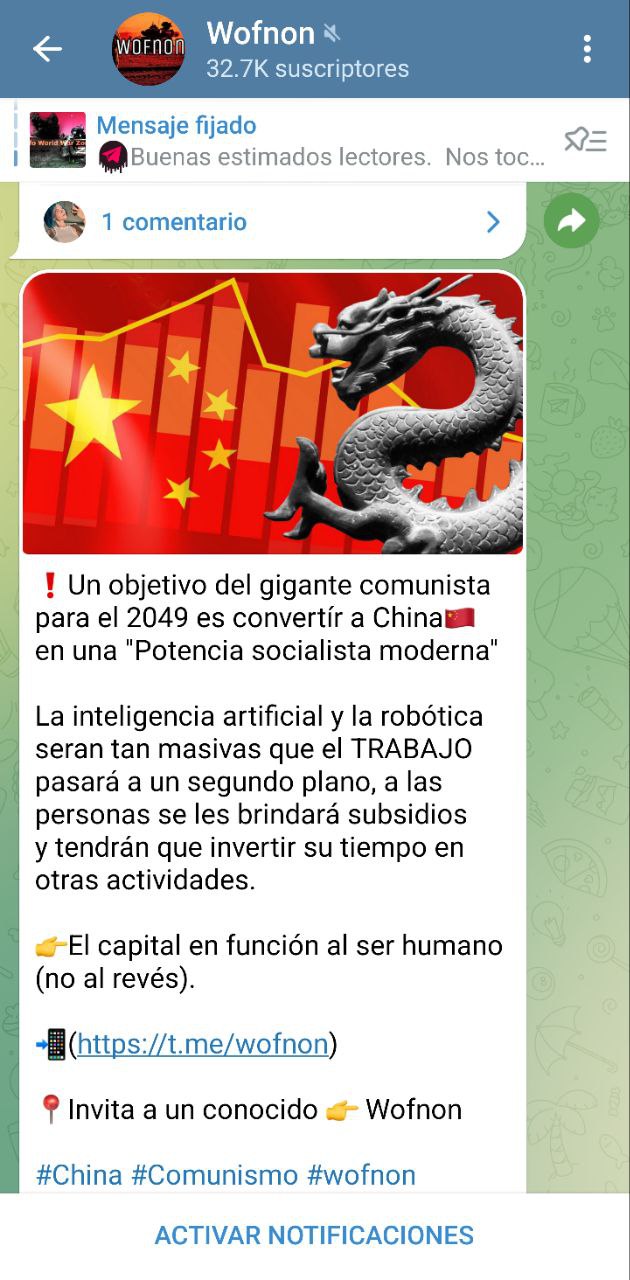 WOFNON
Wofnon
32.7K suscriptores
Mensaje fijado
Buenas estimados lectores. Nos toc...
1 comentario
❗Un objetivo del gigante comunista
para el 2049 es convertír a China🇨🇳
en una "Potencia socialista moderna"
La inteligencia artificial y la robótica
seran tan masivas que el TRABAJO
pasará a un segundo plano, a las
personas se les brindará subsidios
y tendrán que invertir su tiempo en
otras actividades.
👉El capital en función al ser humano
(no al revés).
📲(https://t.me/wofnon)
📍Invita a un conocido 👉 Wofnon
#China #Comunismo #wofnon
ACTIVAR NOTIFICACIONES